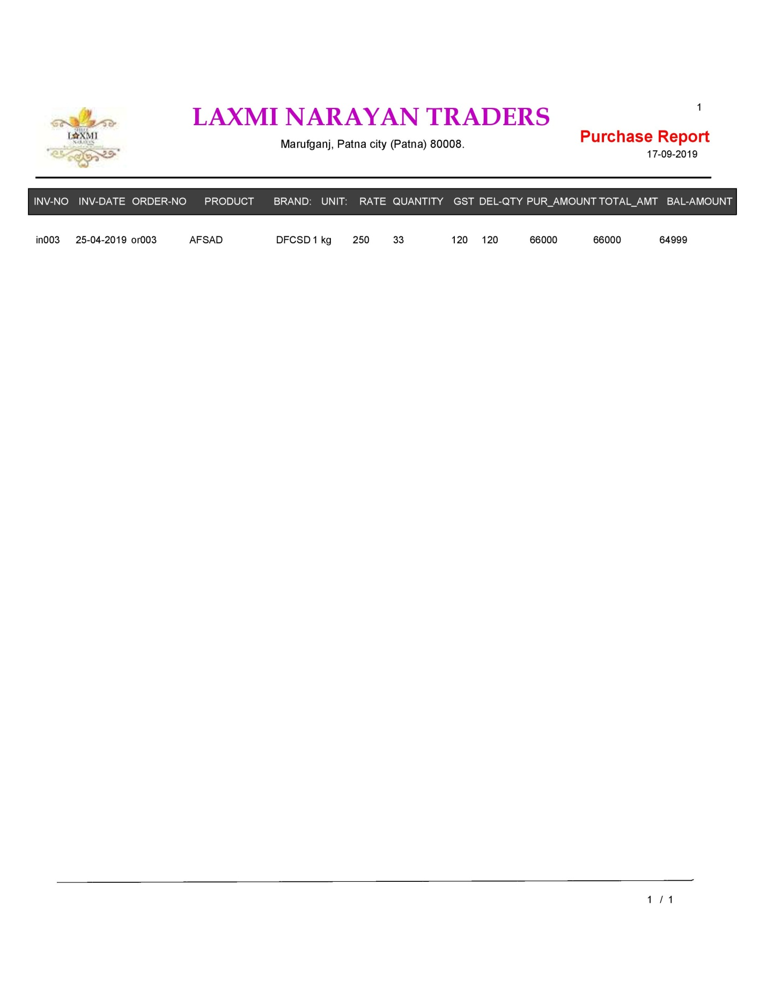 1
LAXMI NARAYAN TRADERS
LAXMI
NARAYAN
Marufganj, Patna city (Patna) 80008.
Purchase Report
17-09-2019
INV-NO INV-DATE ORDER-NO PRODUCT BRAND: UNIT: RATE QUANTITY GST DEL-QTY PUR_AMOUNT TOTAL_AMT BAL-AMOUNT
in003 25-04-2019 or003 AFSAD DFCSD 1 kg 250 33 120 120 66000 66000 64999
1 / 1